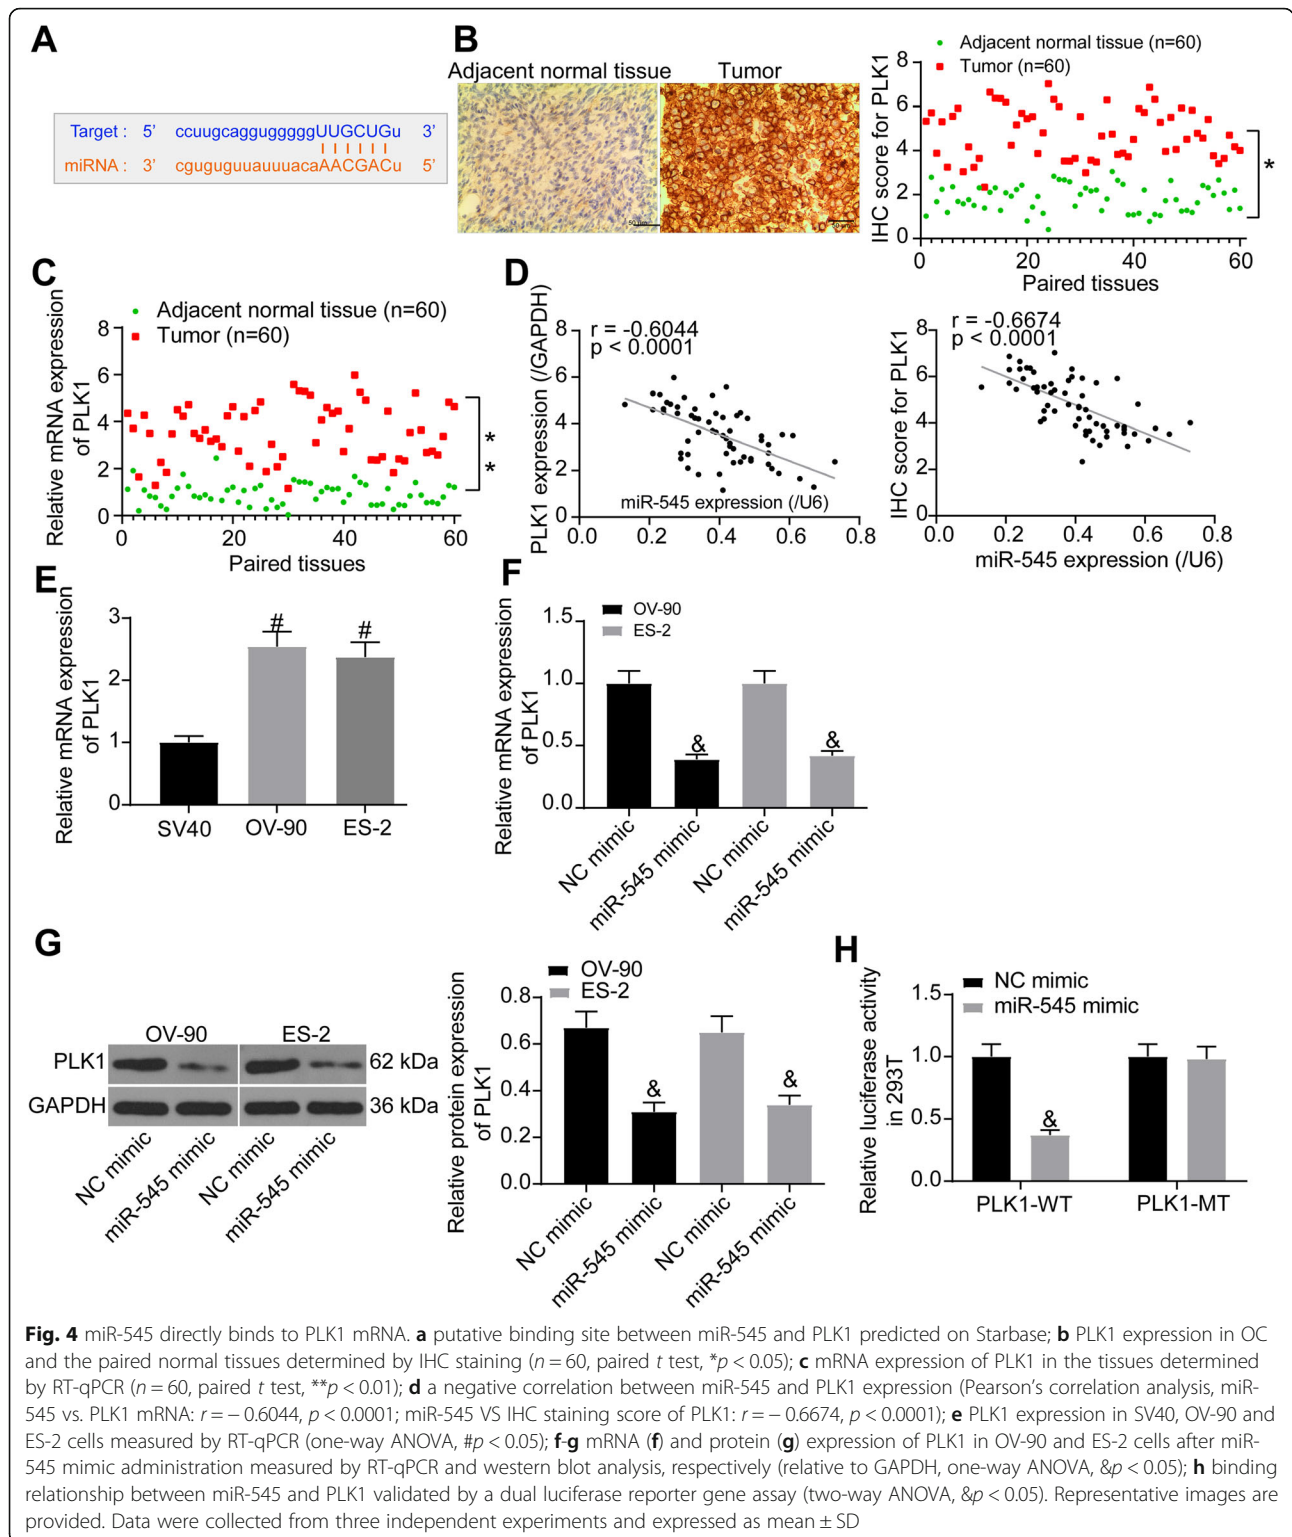 A
Target : 5' ccuugcaggugggggUUGCUGu 3'
miRNA : 3' cguguguuauuuacaAACGACu 5'
B
Adjacent normal tissue
Tumor
50 μm
50 μm
Adjacent normal tissue (n=60)
Tumor (n=60)
IHC score for PLK1
8
6
4
2
0
*
0 20 40 60
Paired tissues
C
Adjacent normal tissue (n=60)
Tumor (n=60)
Relative mRNA expression
of PLK1
8
6
4
2
0
*
*
0 20 40 60
Paired tissues
D
r = -0.6044
p < 0.0001
PLK1 expression (/GAPDH)
8
6
4
2
0
miR-545 expression (/U6)
0.0 0.2 0.4 0.6 0.8
r = -0.6674
p < 0.0001
IHC score for PLK1
8
6
4
2
0
0.0 0.2 0.4 0.6 0.8
miR-545 expression (/U6)
E
Relative mRNA expression
of PLK1
3
2
1
0
# #
SV40 OV-90 ES-2
F
OV-90
ES-2
Relative mRNA expression
of PLK1
1.5
1.0
0.5
0.0
& &
NC mimic
miR-545 mimic
NC mimic
miR-545 mimic
G
OV-90 ES-2
PLK1 62 kDa
GAPDH 36 kDa
NC mimic
miR-545 mimic
NC mimic
miR-545 mimic
OV-90
ES-2
Relative protein expression
of PLK1
0.8
0.6
0.4
0.2
0.0
& &
NC mimic
miR-545 mimic
NC mimic
miR-545 mimic
H
NC mimic
miR-545 mimic
Relative luciferase activity
in 293T
1.5
1.0
0.5
0.0
&
PLK1-WT PLK1-MT
Fig. 4 miR-545 directly binds to PLK1 mRNA. a putative binding site between miR-545 and PLK1 predicted on Starbase; b PLK1 expression in OC
and the paired normal tissues determined by IHC staining (n = 60, paired t test, *p < 0.05); c mRNA expression of PLK1 in the tissues determined
by RT-qPCR (n = 60, paired t test, **p < 0.01); d a negative correlation between miR-545 and PLK1 expression (Pearson's correlation analysis, miR-
545 vs. PLK1 mRNA: r = − 0.6044, p < 0.0001; miR-545 VS IHC staining score of PLK1: r = − 0.6674, p < 0.0001); e PLK1 expression in SV40, OV-90 and
ES-2 cells measured by RT-qPCR (one-way ANOVA, #p < 0.05); f-g mRNA (f) and protein (g) expression of PLK1 in OV-90 and ES-2 cells after miR-
545 mimic administration measured by RT-qPCR and western blot analysis, respectively (relative to GAPDH, one-way ANOVA, &p < 0.05); h binding
relationship between miR-545 and PLK1 validated by a dual luciferase reporter gene assay (two-way ANOVA, &p < 0.05). Representative images are
provided. Data were collected from three independent experiments and expressed as mean ± SD